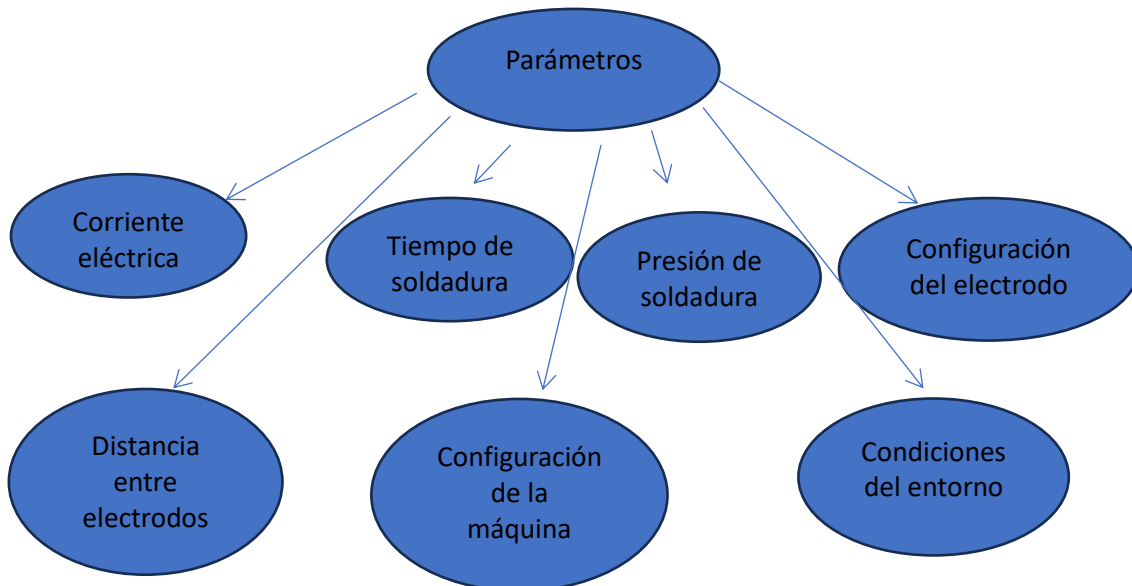 Parámetros
Corriente
eléctrica
Tiempo de
soldadura
Presión de
soldadura
Configuración
del electrodo
Distancia
entre
electrodos
Configuración
de la
máquina
Condiciones
del entorno